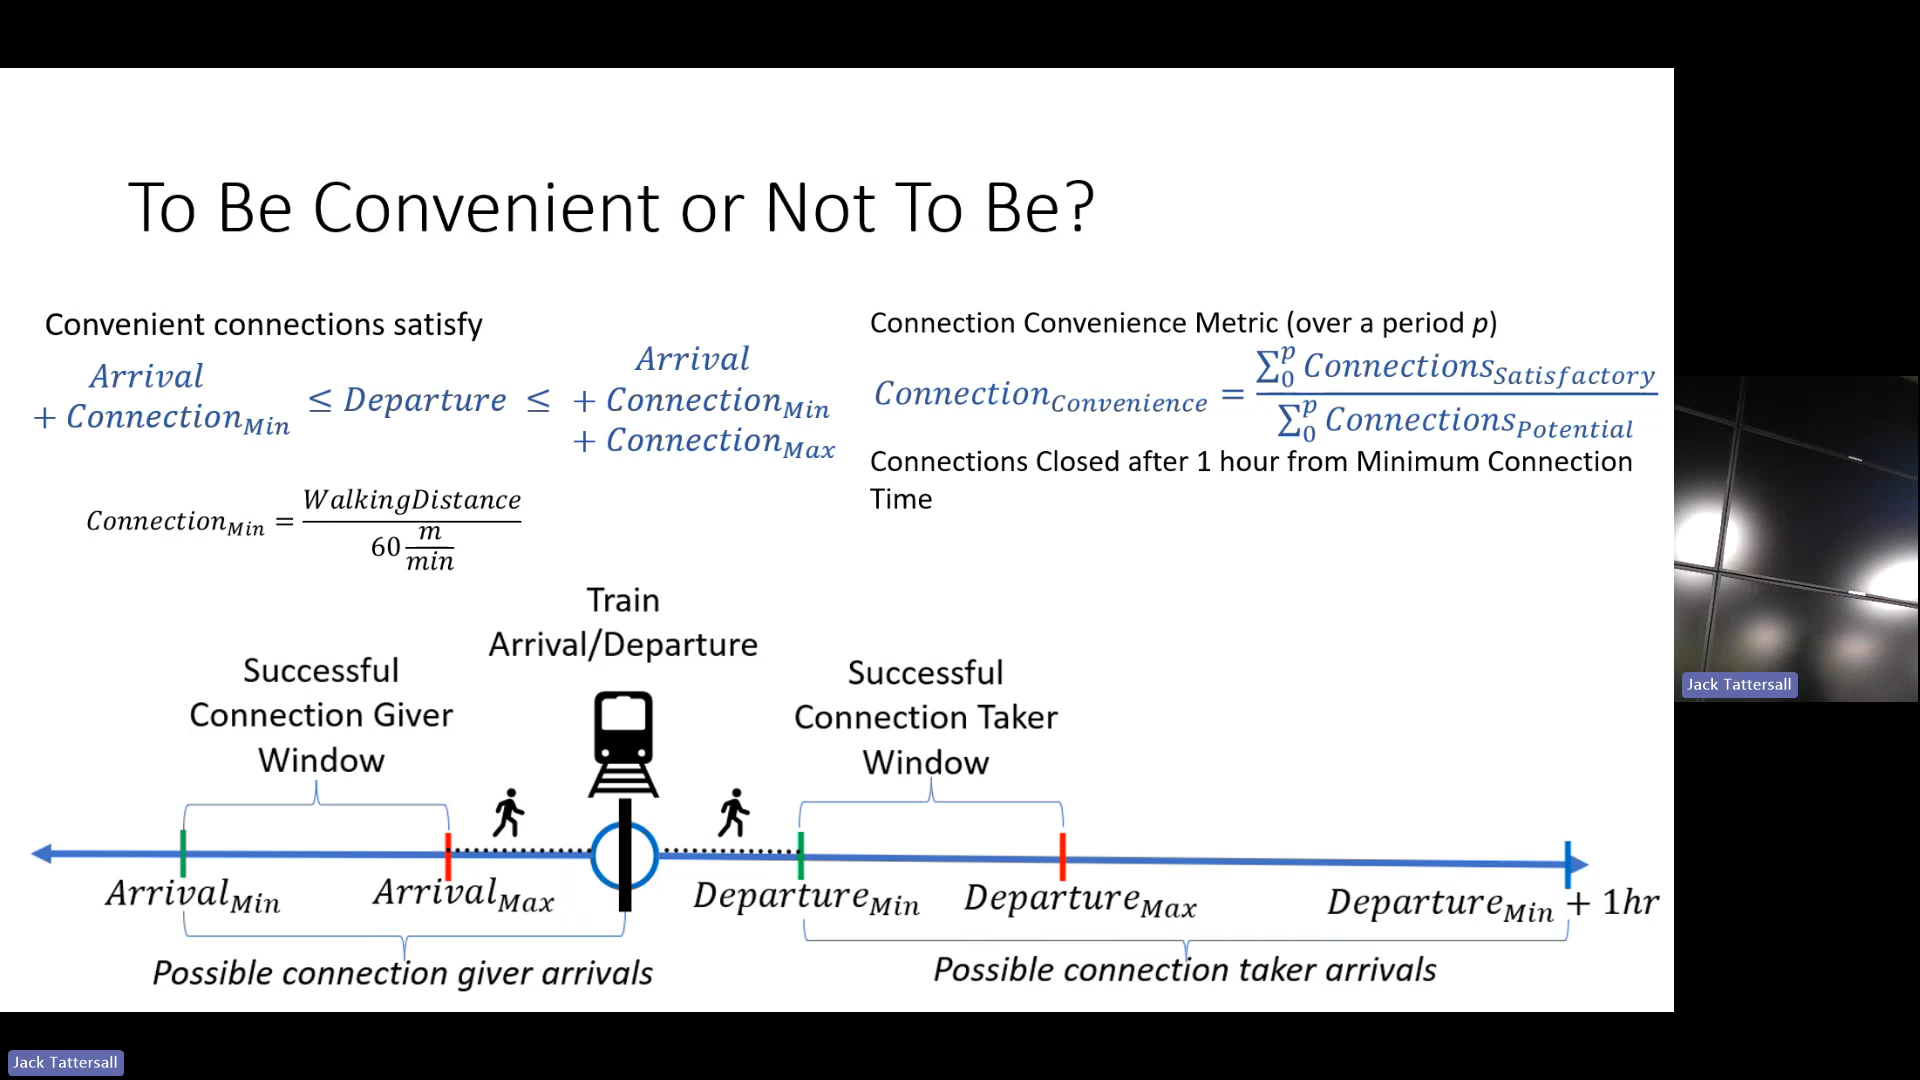 To Be Convenient or Not To Be?
Convenient connections satisfy
Arrival
+ Connection_Min
≤ Departure ≤
Arrival
+ Connection_Min
+ Connection_Max
Connection_Min = WalkingDistance / 60 m/min
Connection Convenience Metric (over a period p)
Connection_Convenience = ∑_0^p Connections_Satisfactory / ∑_0^p Connections_Potential
Connections Closed after 1 hour from Minimum Connection
Time
Train
Arrival/Departure
Successful
Connection Giver
Window
Successful
Connection Taker
Window
Arrival_Min
Arrival_Max
Departure_Min
Departure_Max
Departure_Min + 1hr
Possible connection giver arrivals
Possible connection taker arrivals
Jack Tattersall
Jack Tattersall